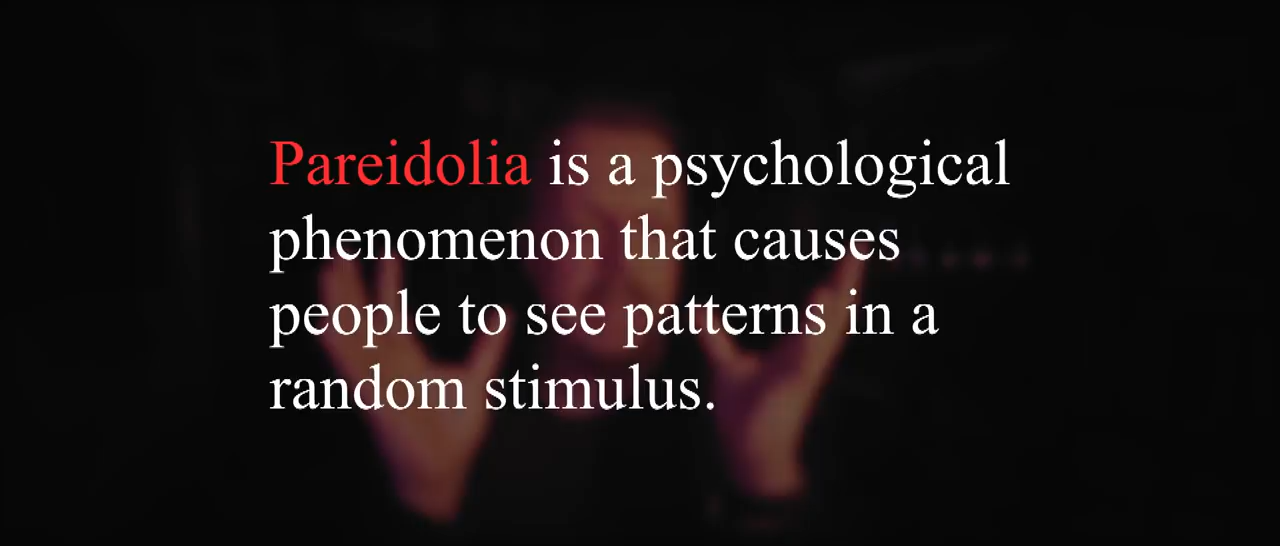 Pareidolia is a psychological
phenomenon that causes
people to see patterns in a
random stimulus.